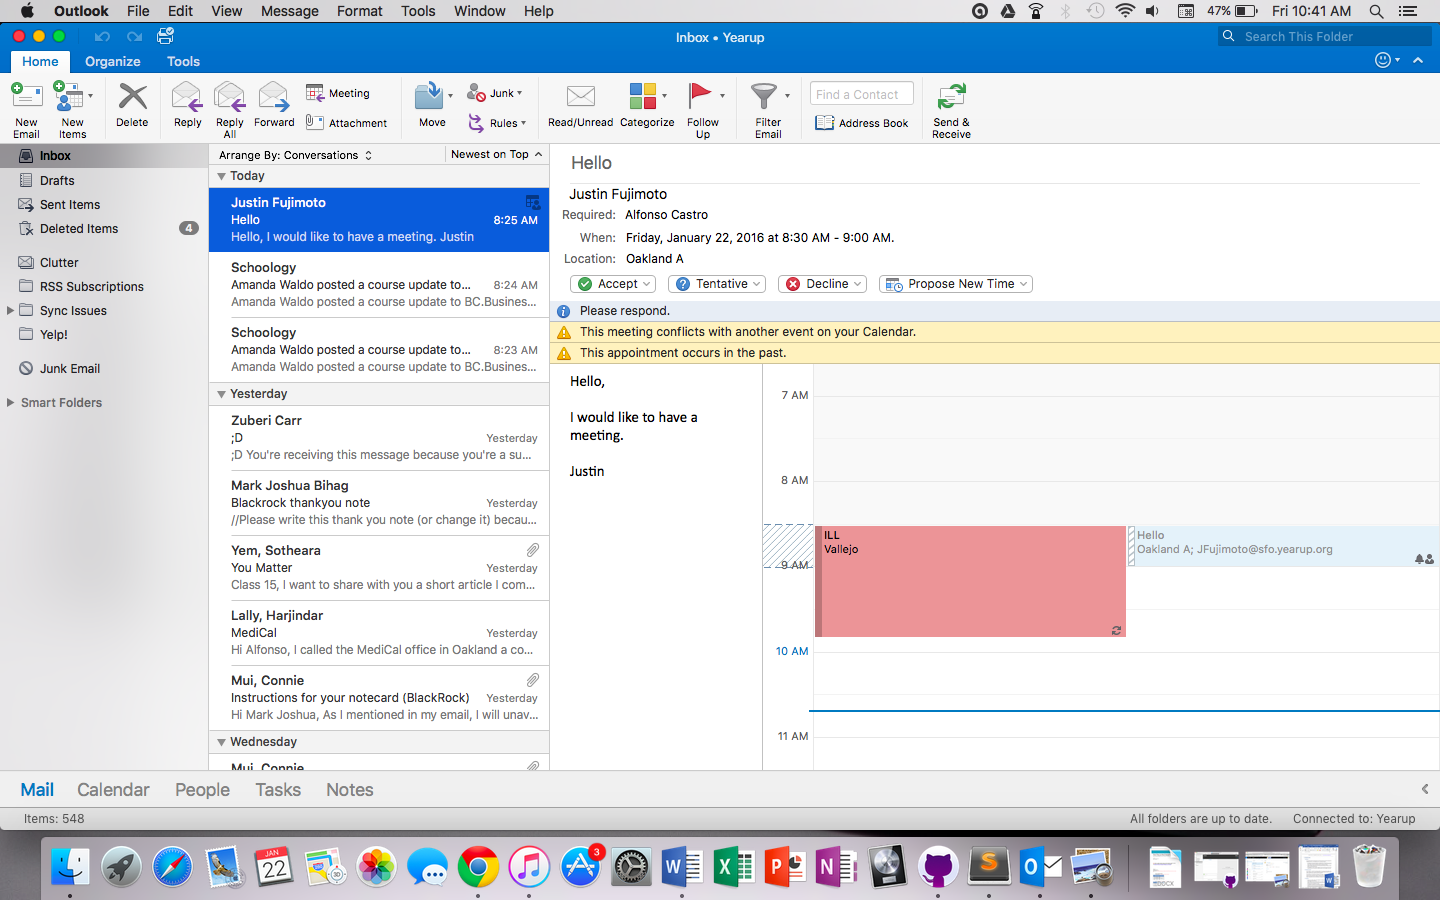 Outlook File Edit View Message Format Tools Window Help
47% Fri 10:41 AM
Inbox • Yearup
Search This Folder
Home Organize Tools
New Email
New Items
Delete
Reply
Reply All
Forward
Meeting
Attachment
Move
Junk
Rules
Read/Unread
Categorize
Follow Up
Filter Email
Find a Contact
Address Book
Send & Receive
Inbox
Drafts
Sent Items
Deleted Items 4
Clutter
RSS Subscriptions
Sync Issues
Yelp!
Junk Email
Smart Folders
Arrange By: Conversations Newest on Top
Today
Justin Fujimoto
Hello 8:25 AM
Hello, I would like to have a meeting. Justin
Schoology
Amanda Waldo posted a course update to... 8:24 AM
Amanda Waldo posted a course update to BC.Busines...
Schoology
Amanda Waldo posted a course update to... 8:23 AM
Amanda Waldo posted a course update to BC.Busines...
Yesterday
Zuberi Carr
;D Yesterday
;D You're receiving this message because you're a su...
Mark Joshua Bihag
Blackrock thankyou note Yesterday
//Please write this thank you note (or change it) becau...
Yem, Sotheara
You Matter Yesterday
Class 15, I want to share with you a short article I com...
Lally, Harjindar
MediCal Yesterday
Hi Alfonso, I called the MediCal office in Oakland a co...
Mui, Connie
Instructions for your notecard (BlackRock) Yesterday
Hi Mark Joshua, As I mentioned in my email, I will unav...
Wednesday
Mui, Connie
Hello
Justin Fujimoto
Required: Alfonso Castro
When: Friday, January 22, 2016 at 8:30 AM - 9:00 AM.
Location: Oakland A
Accept Tentative Decline Propose New Time
Please respond.
This meeting conflicts with another event on your Calendar.
This appointment occurs in the past.
Hello,
I would like to have a
meeting.
Justin
7 AM
8 AM
9 AM
10 AM
11 AM
ILL
Vallejo
Hello
Oakland A; JFujimoto@sfo.yearup.org
Mail Calendar People Tasks Notes
Items: 548
All folders are up to date. Connected to: Yearup
JAN
22
3D
3
W X P N S O
DOCX
W